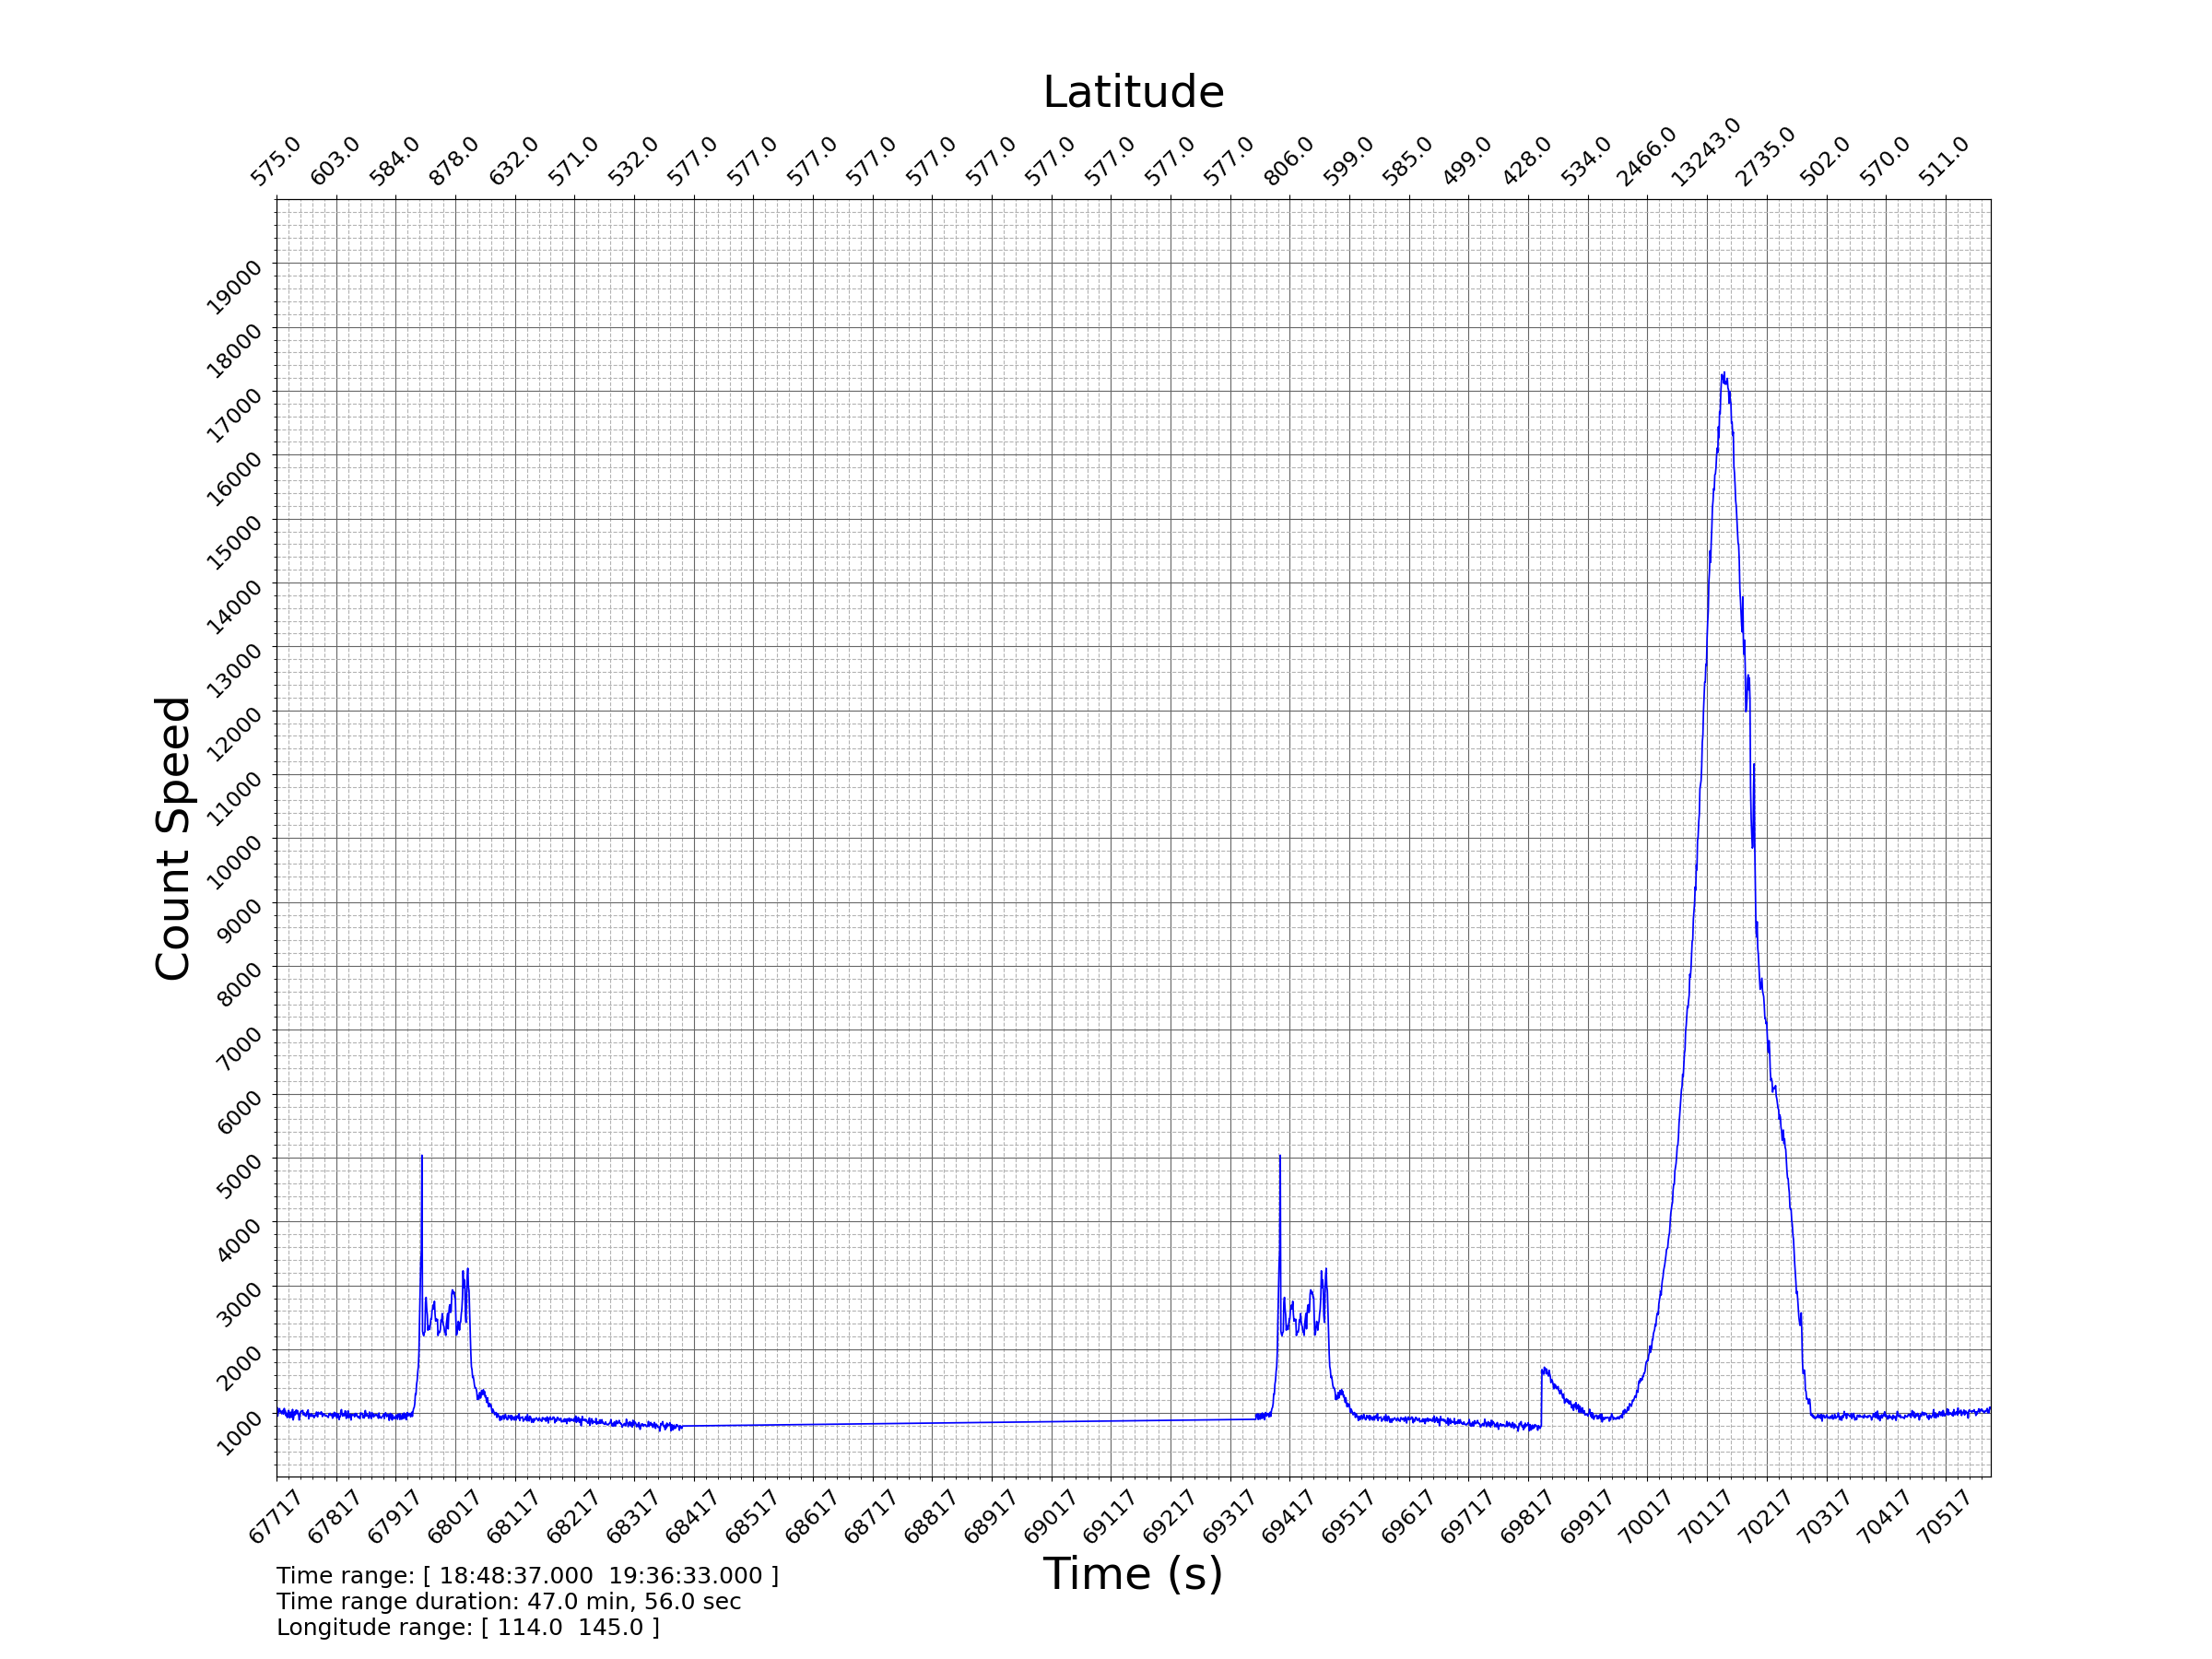 Latitude
575.0 603.0 584.0 878.0 632.0 571.0 532.0 577.0 577.0 577.0 577.0 577.0 577.0 577.0 577.0 577.0 577.0 806.0 599.0 585.0 499.0 428.0 534.0 2466.0 13243.0 2735.0 502.0 570.0 511.0
19000
18000
17000
16000
15000
14000
13000
12000
11000
10000
9000
8000
7000
6000
5000
4000
3000
2000
1000
Count Speed
67717 67817 67917 68017 68117 68217 68317 68417 68517 68617 68717 68817 68917 69017 69117 69217 69317 69417 69517 69617 69717 69817 69917 70017 70117 70217 70317 70417 70517
Time (s)
Time range: [ 18:48:37.000  19:36:33.000 ]
Time range duration: 47.0 min, 56.0 sec
Longitude range: [ 114.0  145.0 ]